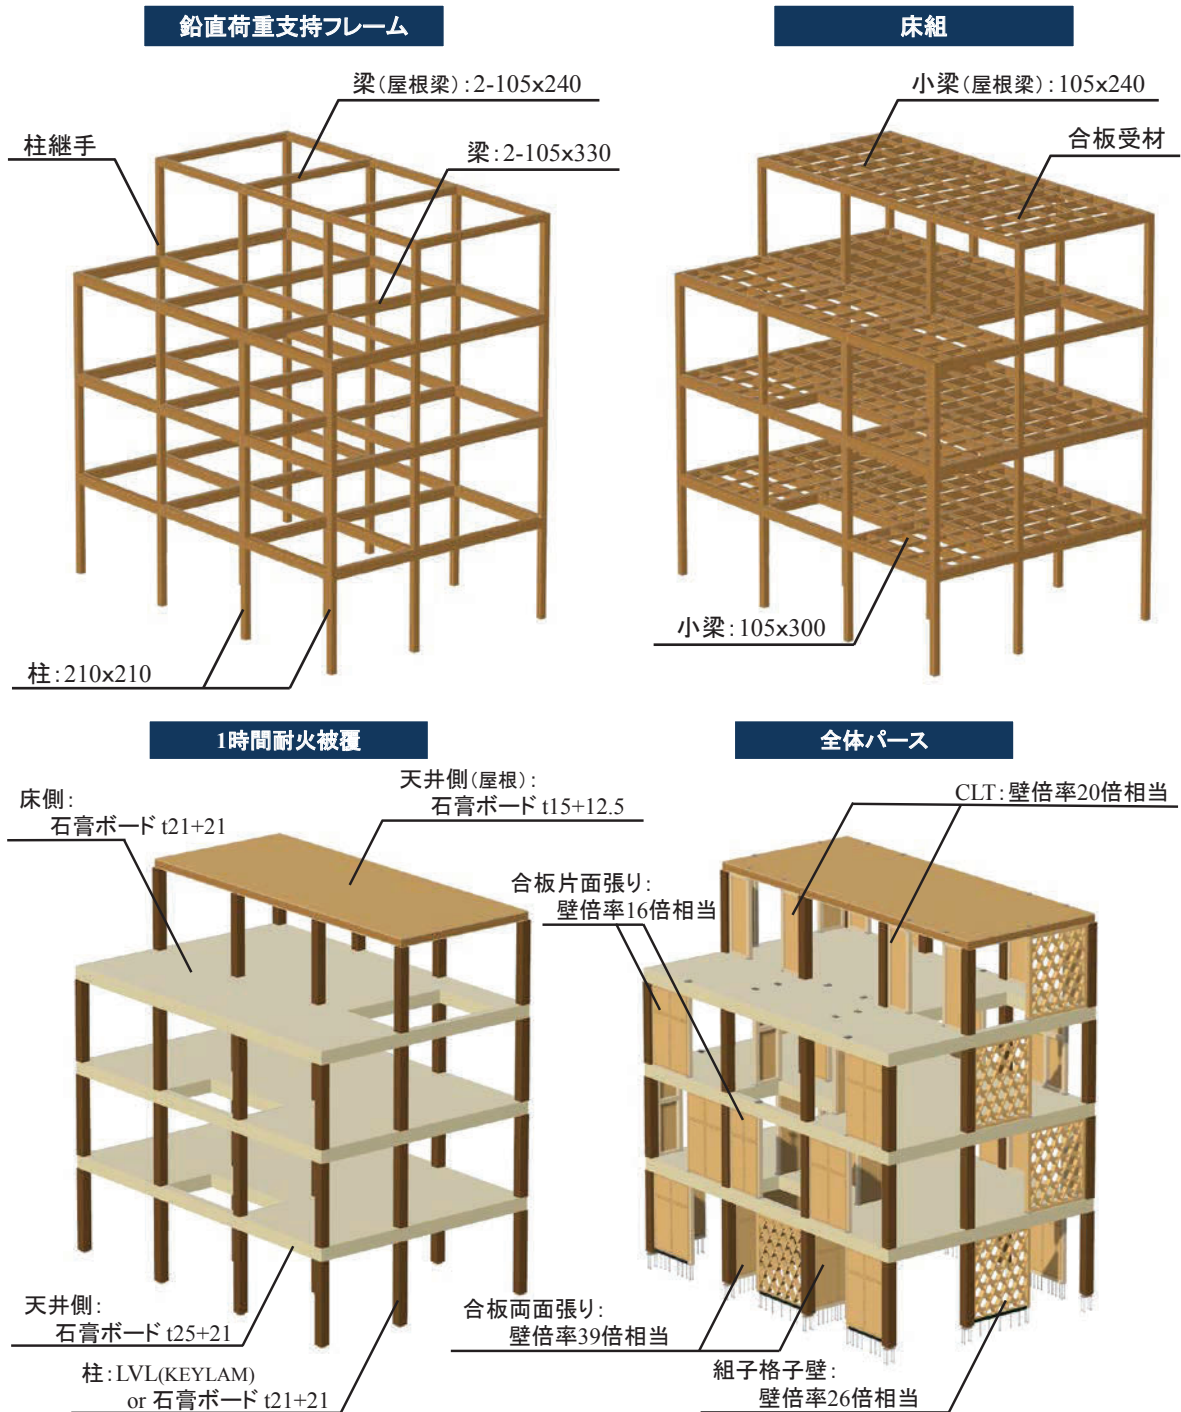 鉛直荷重支持フレーム
梁(屋根梁):2-105x240
柱継手
梁:2-105x330
柱:210x210
床組
小梁(屋根梁):105x240
合板受材
小梁:105x300
1時間耐火被覆
天井側(屋根):
石膏ボード t15+12.5
床側:
石膏ボード t21+21
天井側:
石膏ボード t25+21
柱:LVL(KEYLAM)
or 石膏ボード t21+21
全体パース
CLT:壁倍率20倍相当
合板片面張り:
壁倍率16倍相当
合板両面張り:
壁倍率39倍相当
組子格子壁:
壁倍率26倍相当